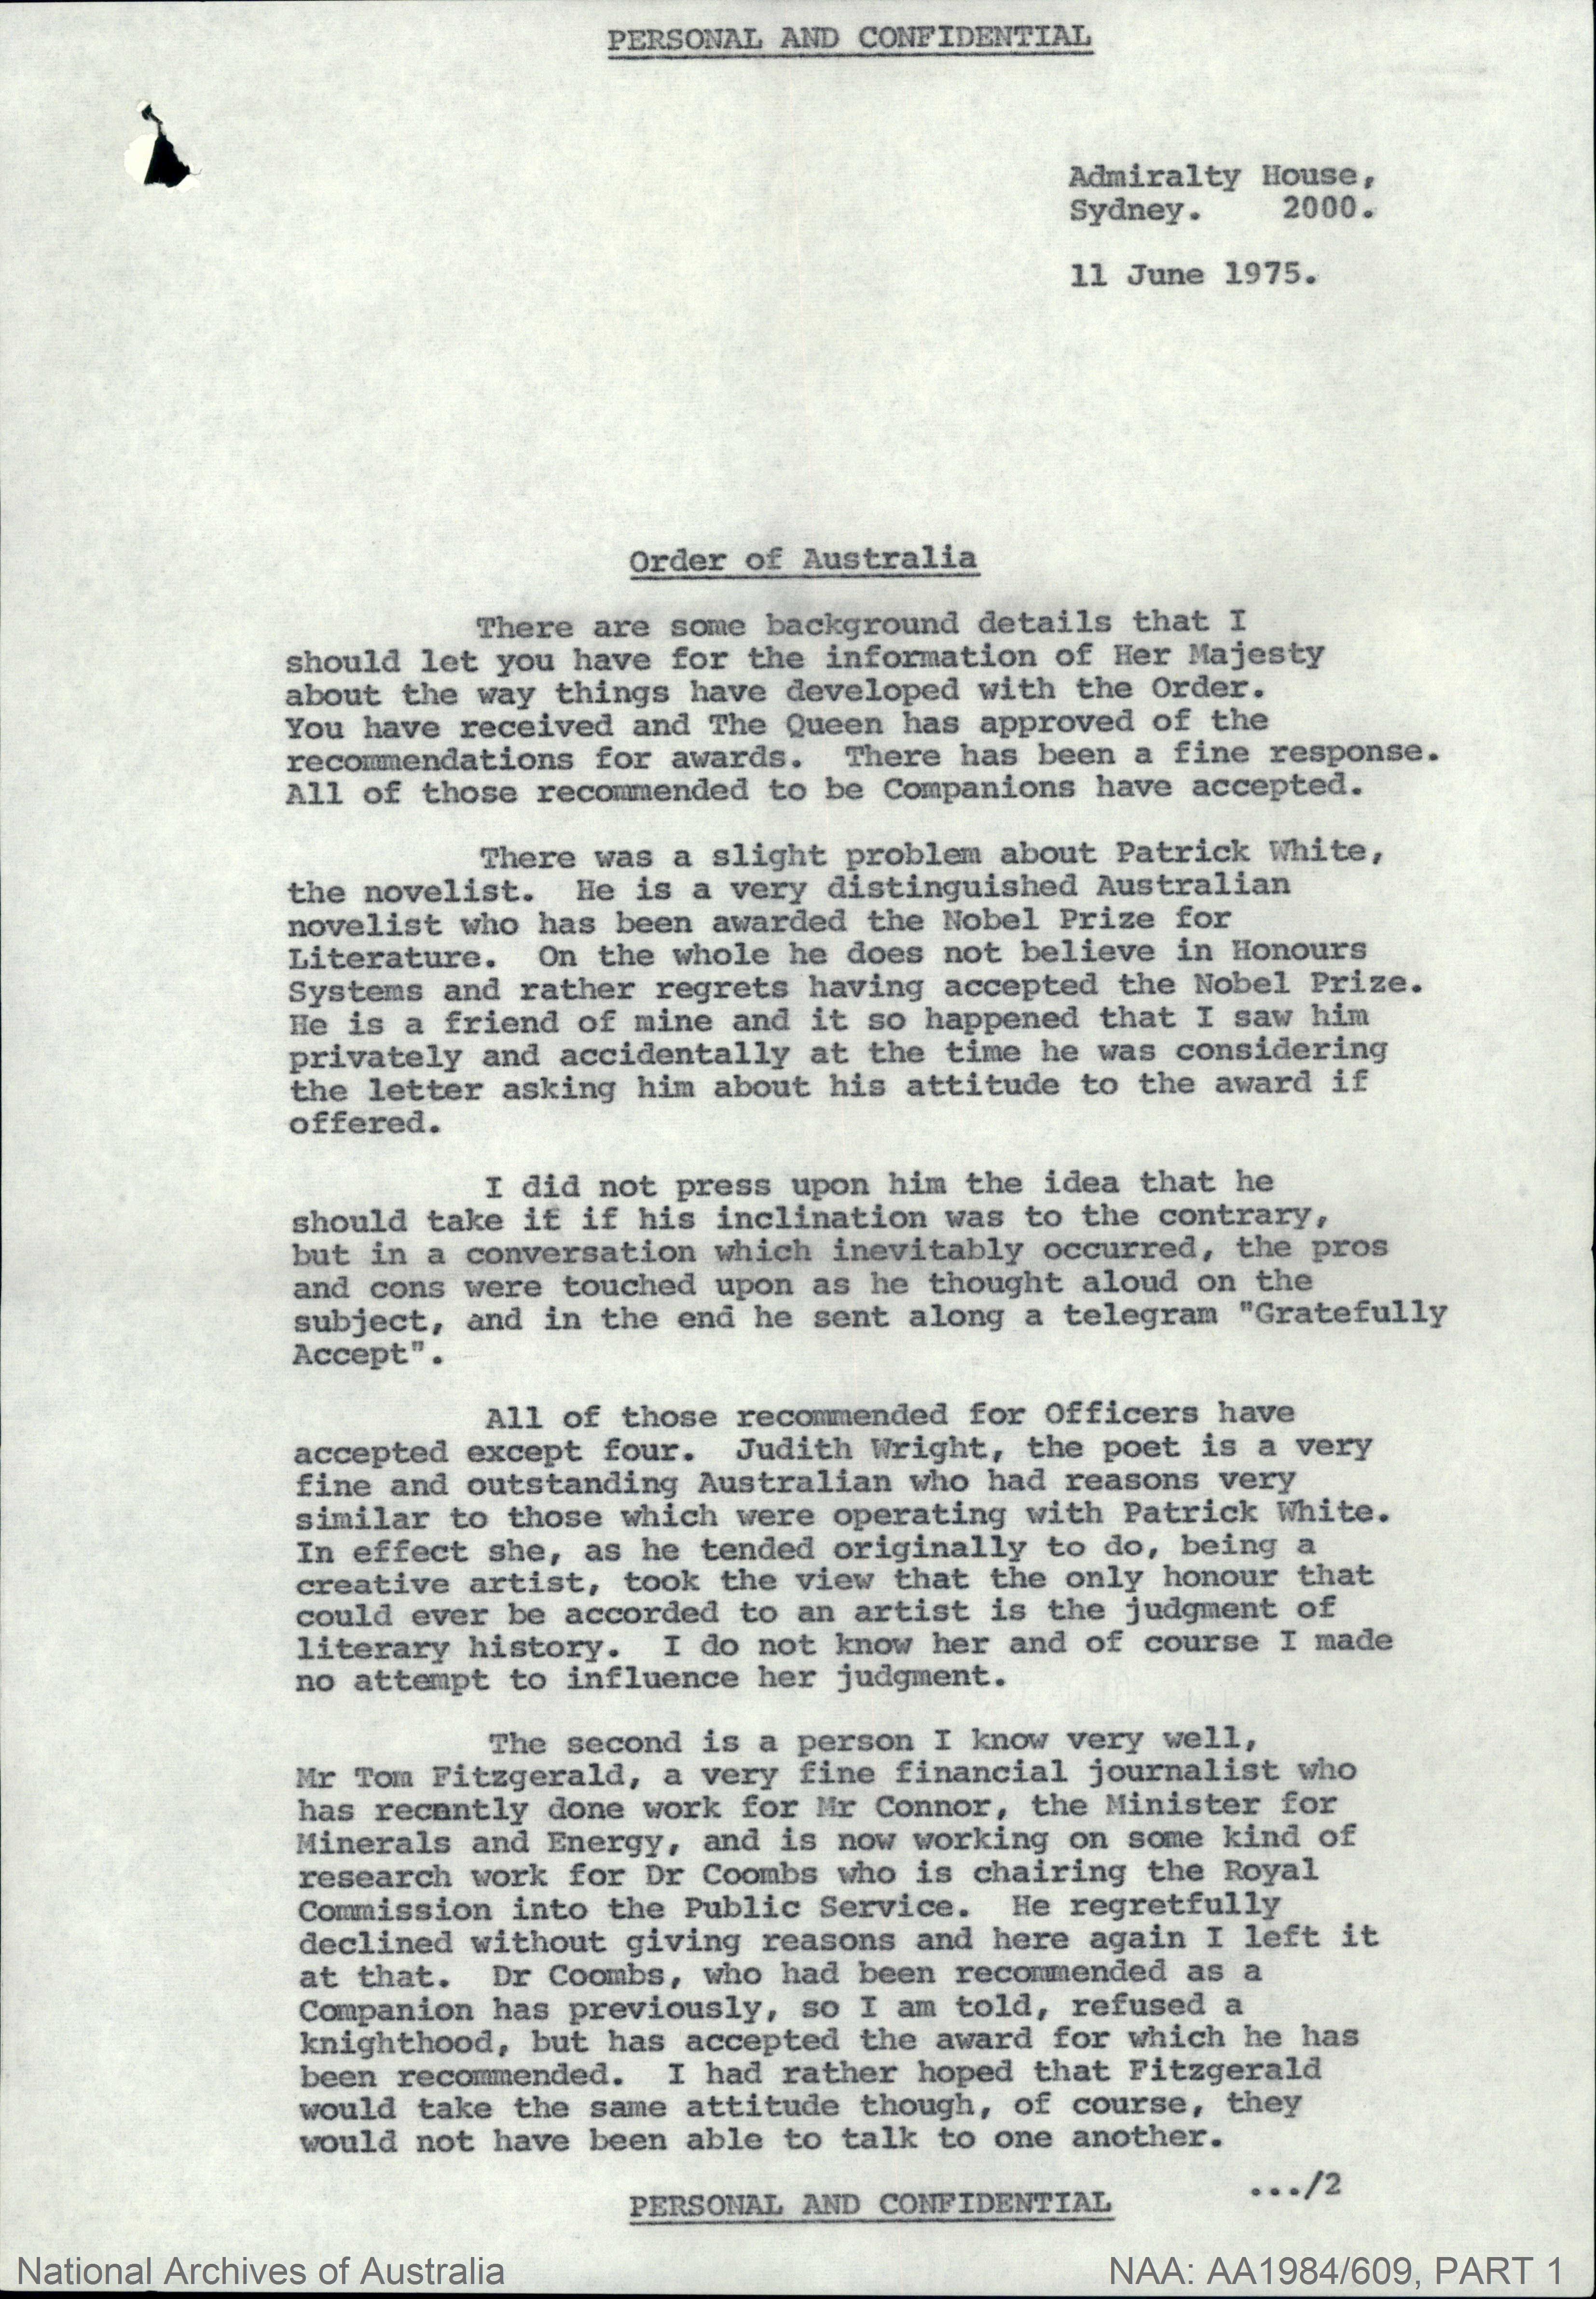 PERSONAL AND CONFIDENTIAL
Admiralty House,
Sydney. 2000.
11 June 1975.
Order of Australia
There are some background details that I
should let you have for the information of Her Majesty
about the way things have developed with the Order.
You have received and The Queen has approved of the
recommendations for awards. There has been a fine response.
All of those recommended to be Companions have accepted.
There was a slight problem about Patrick White,
the novelist. He is a very distinguished Australian
novelist who has been awarded the Nobel Prize for
Literature. On the whole he does not believe in Honours
Systems and rather regrets having accepted the Nobel Prize.
He is a friend of mine and it so happened that I saw him
privately and accidentally at the time he was considering
the letter asking him about his attitude to the award if
offered.
I did not press upon him the idea that he
should take it if his inclination was to the contrary,
but in a conversation which inevitably occurred, the pros
and cons were touched upon as he thought aloud on the
subject, and in the end he sent along a telegram "Gratefully
Accept".
All of those recommended for Officers have
accepted except four. Judith Wright, the poet is a very
fine and outstanding Australian who had reasons very
similar to those which were operating with Patrick White.
In effect she, as he tended originally to do, being a
creative artist, took the view that the only honour that
could ever be accorded to an artist is the judgment of
literary history. I do not know her and of course I made
no attempt to influence her judgment.
The second is a person I know very well,
Mr Tom Fitzgerald, a very fine financial journalist who
has recently done work for Mr Connor, the Minister for
Minerals and Energy, and is now working on some kind of
research work for Dr Coombs who is chairing the Royal
Commission into the Public Service. He regretfully
declined without giving reasons and here again I left it
at that. Dr Coombs, who had been recommended as a
Companion has previously, so I am told, refused a
knighthood, but has accepted the award for which he has
been recommended. I had rather hoped that Fitzgerald
would take the same attitude though, of course, they
would not have been able to talk to one another.
.../2
PERSONAL AND CONFIDENTIAL
National Archives of Australia
NAA: AA1984/609, PART 1